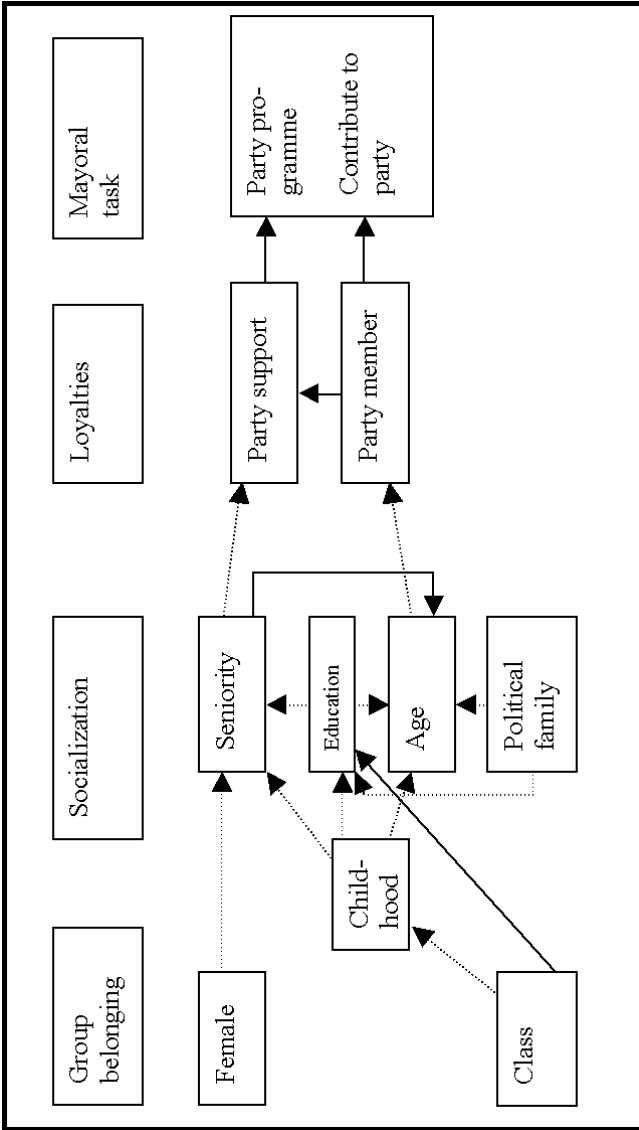 Group
belonging
Socialization
Loyalties
Mayoral
task
Female
Seniority
Party support
Party pro-
gramme
Child-
hood
Education
Party member
Contribute to
party
Age
Class
Political
family